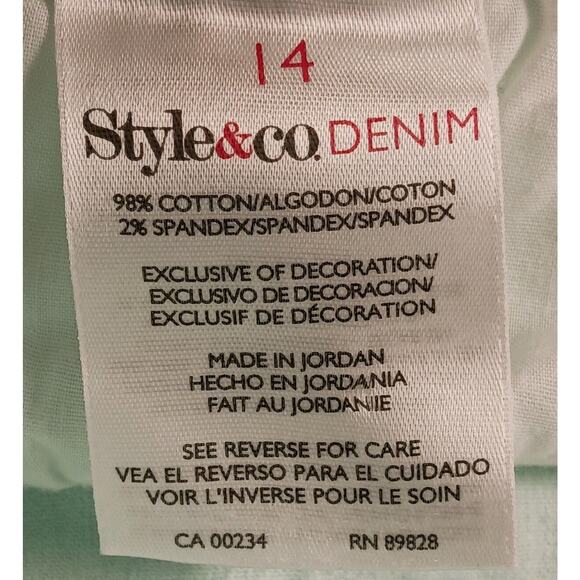 14
Style&co. DENIM
98% COTTON/ALGODON/COTON
2% SPANDEX/SPANDEX/SPANDEX
EXCLUSIVE OF DECORATION/
EXCLUSIVO DE DECORACION/
EXCLUSIF DE DÉCORATION
MADE IN JORDAN
HECHO EN JORDANIA
FAIT AU JORDANIIE
SEE REVERSE FOR CARE
VEA EL REVERSO PARA EL CUIDADO
VOIR L'INVERSE POUR LE SOIN
CA 00234 RN 89828